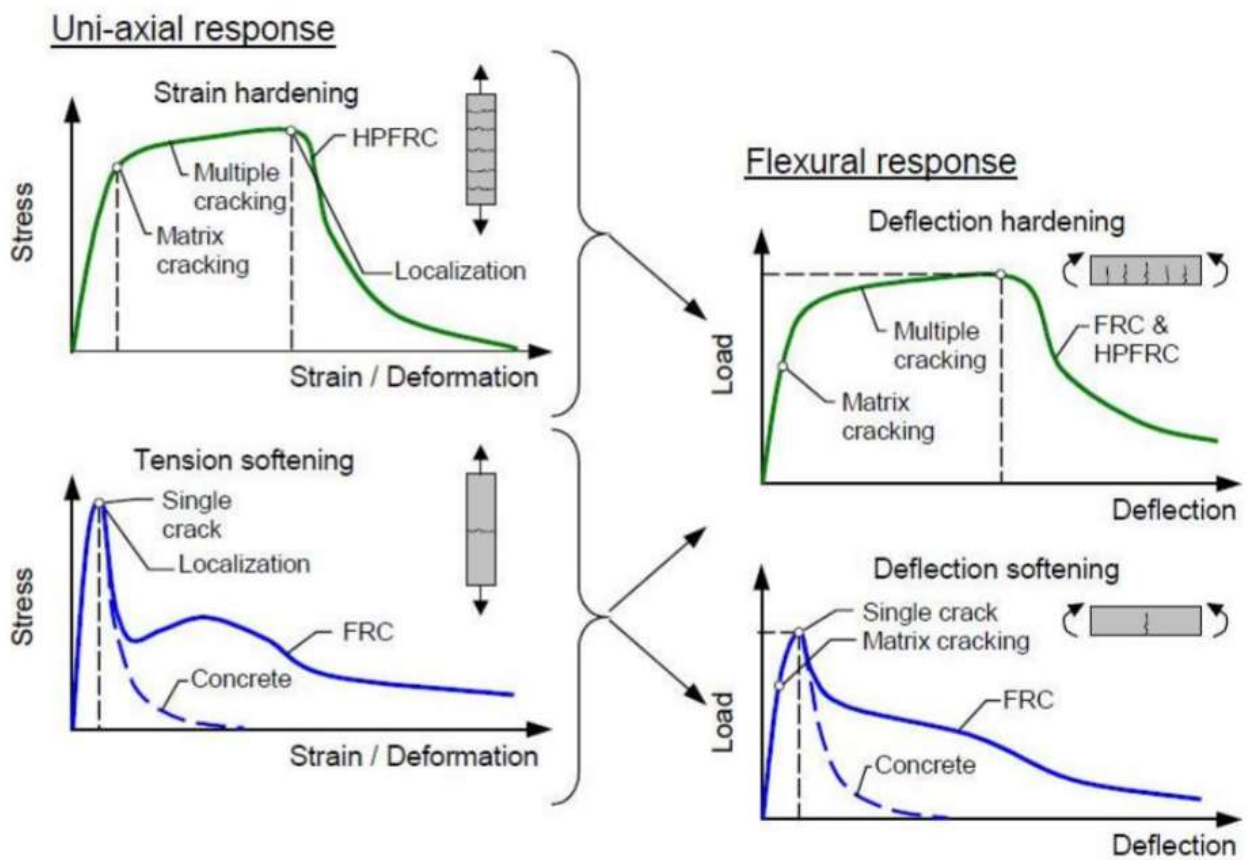 Uni-axial response
Strain hardening
HPFRC
Multiple
cracking
Matrix
cracking
Localization
Stress
Strain / Deformation
Tension softening
Single
crack
Localization
FRC
Concrete
Stress
Strain / Deformation
Flexural response
Deflection hardening
Multiple
cracking
FRC &
HPFRC
Matrix
cracking
Load
Deflection
Deflection softening
Single crack
Matrix cracking
FRC
Concrete
Load
Deflection